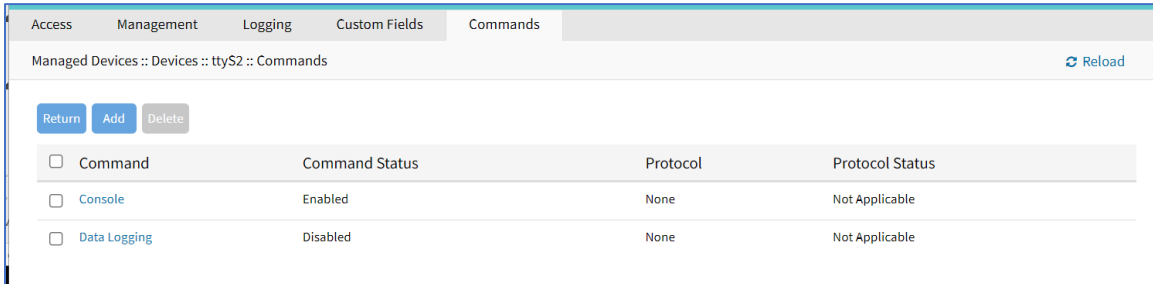 Access Management Logging Custom Fields Commands
Managed Devices :: Devices :: ttyS2 :: Commands Reload
Return Add Delete
Command Command Status Protocol Protocol Status
Console Enabled None Not Applicable
Data Logging Disabled None Not Applicable